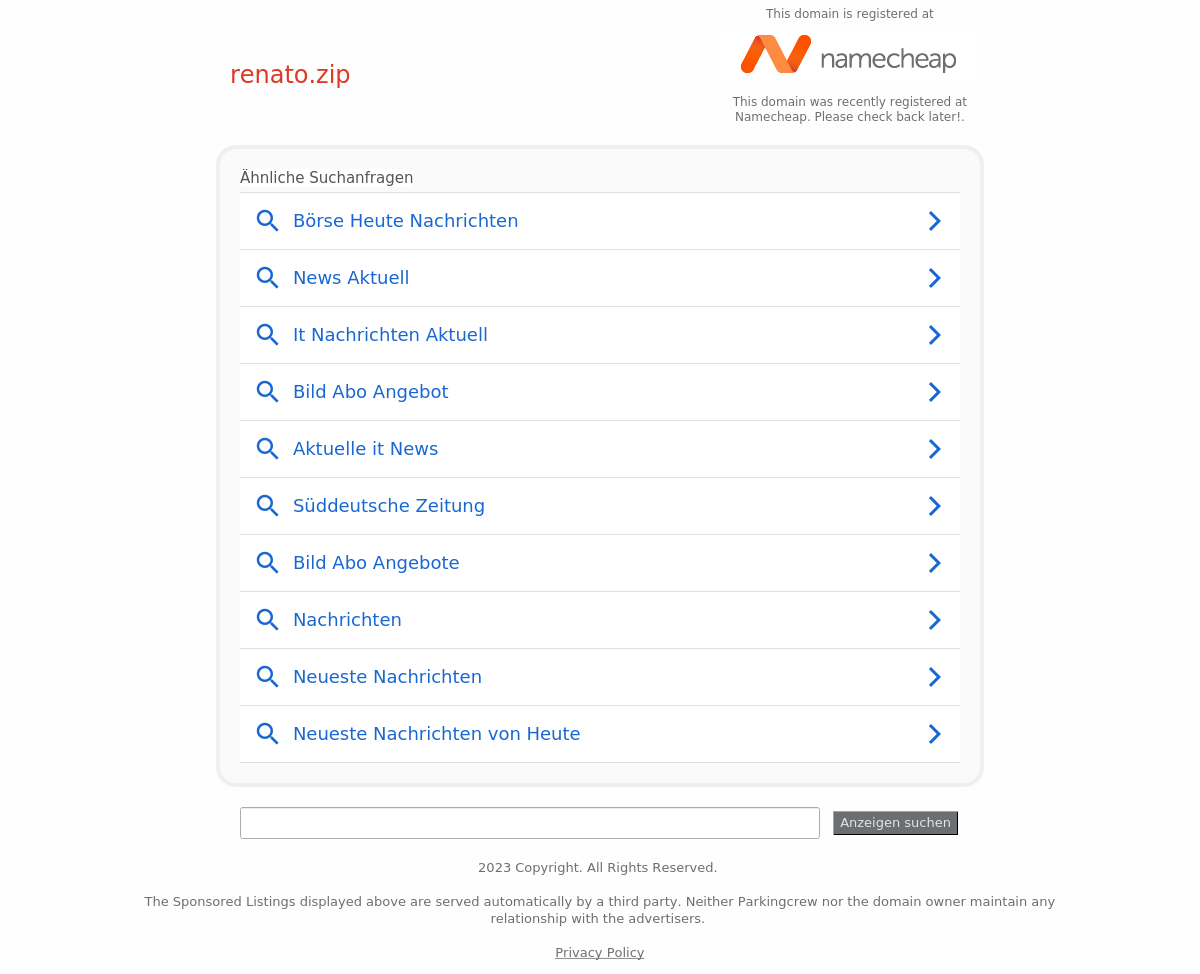 This domain is registered at
namecheap
renato.zip
This domain was recently registered at
Namecheap. Please check back later!.
Ähnliche Suchanfragen
Börse Heute Nachrichten
News Aktuell
It Nachrichten Aktuell
Bild Abo Angebot
Aktuelle it News
Süddeutsche Zeitung
Bild Abo Angebote
Nachrichten
Neueste Nachrichten
Neueste Nachrichten von Heute
Anzeigen suchen
2023 Copyright. All Rights Reserved.
The Sponsored Listings displayed above are served automatically by a third party. Neither Parkingcrew nor the domain owner maintain any
relationship with the advertisers.
Privacy Policy